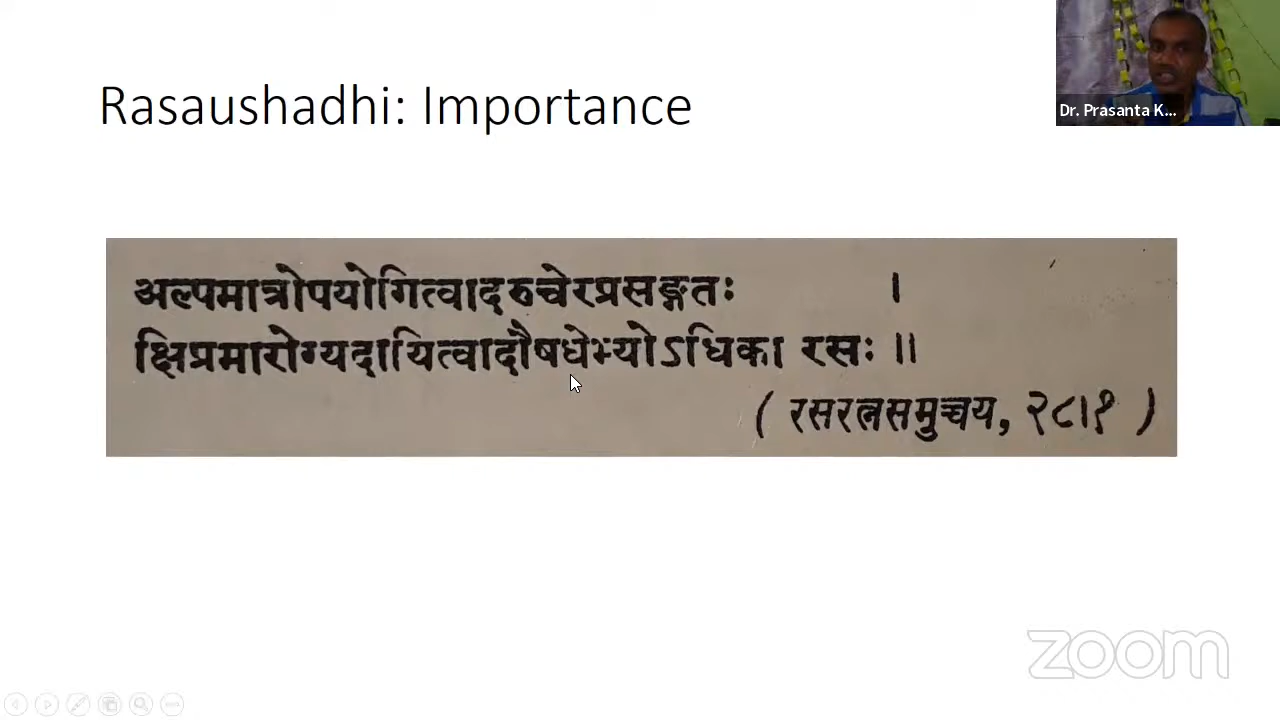 Rasaushadhi: Importance
Dr. Prasanta K...
अल्पमात्रोपयोगित्वादरुचेरप्रसङ्गतः ।
क्षिप्रमारोग्यदायित्वादौषधेभ्योऽधिका रसः ॥
( रसरत्नसमुच्चय, २८।१ )
zoom